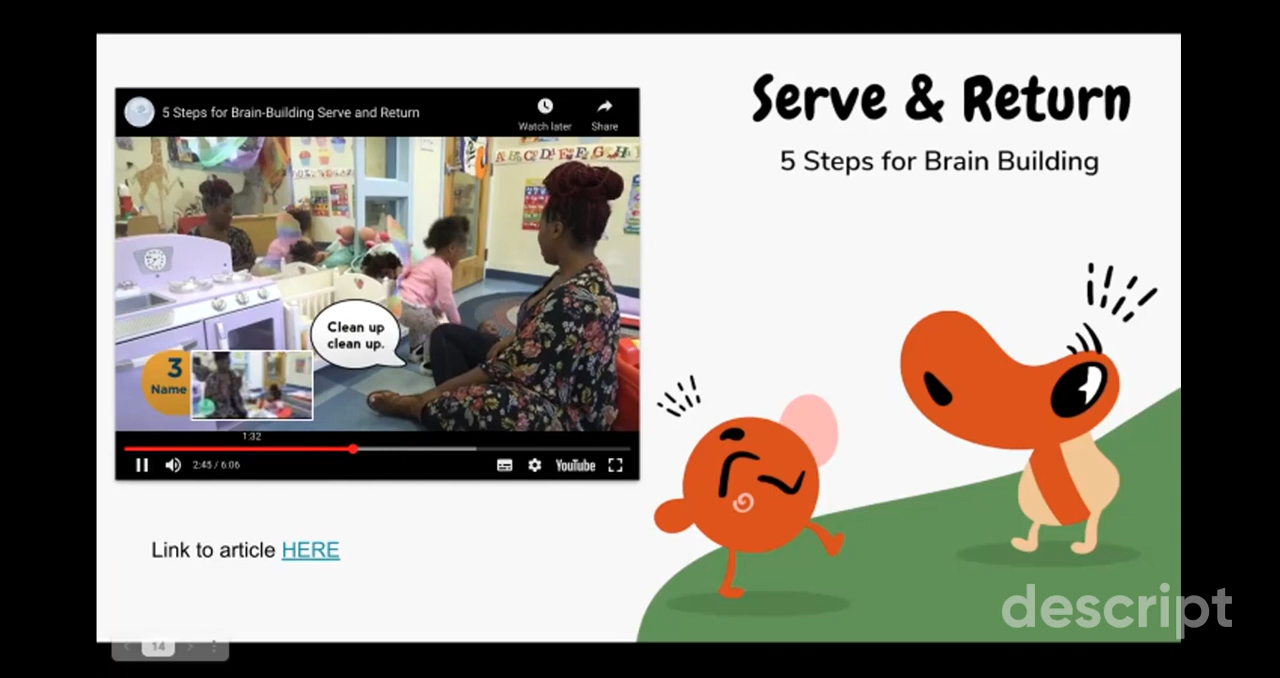 5 Steps for Brain-Building Serve and Return
Watch later
Share
ABCDEFGH
Clean up
clean up.
3
Name
1:32
2:45 / 6:06
YouTube
Link to article HERE
Serve & Return
5 Steps for Brain Building
descript
14